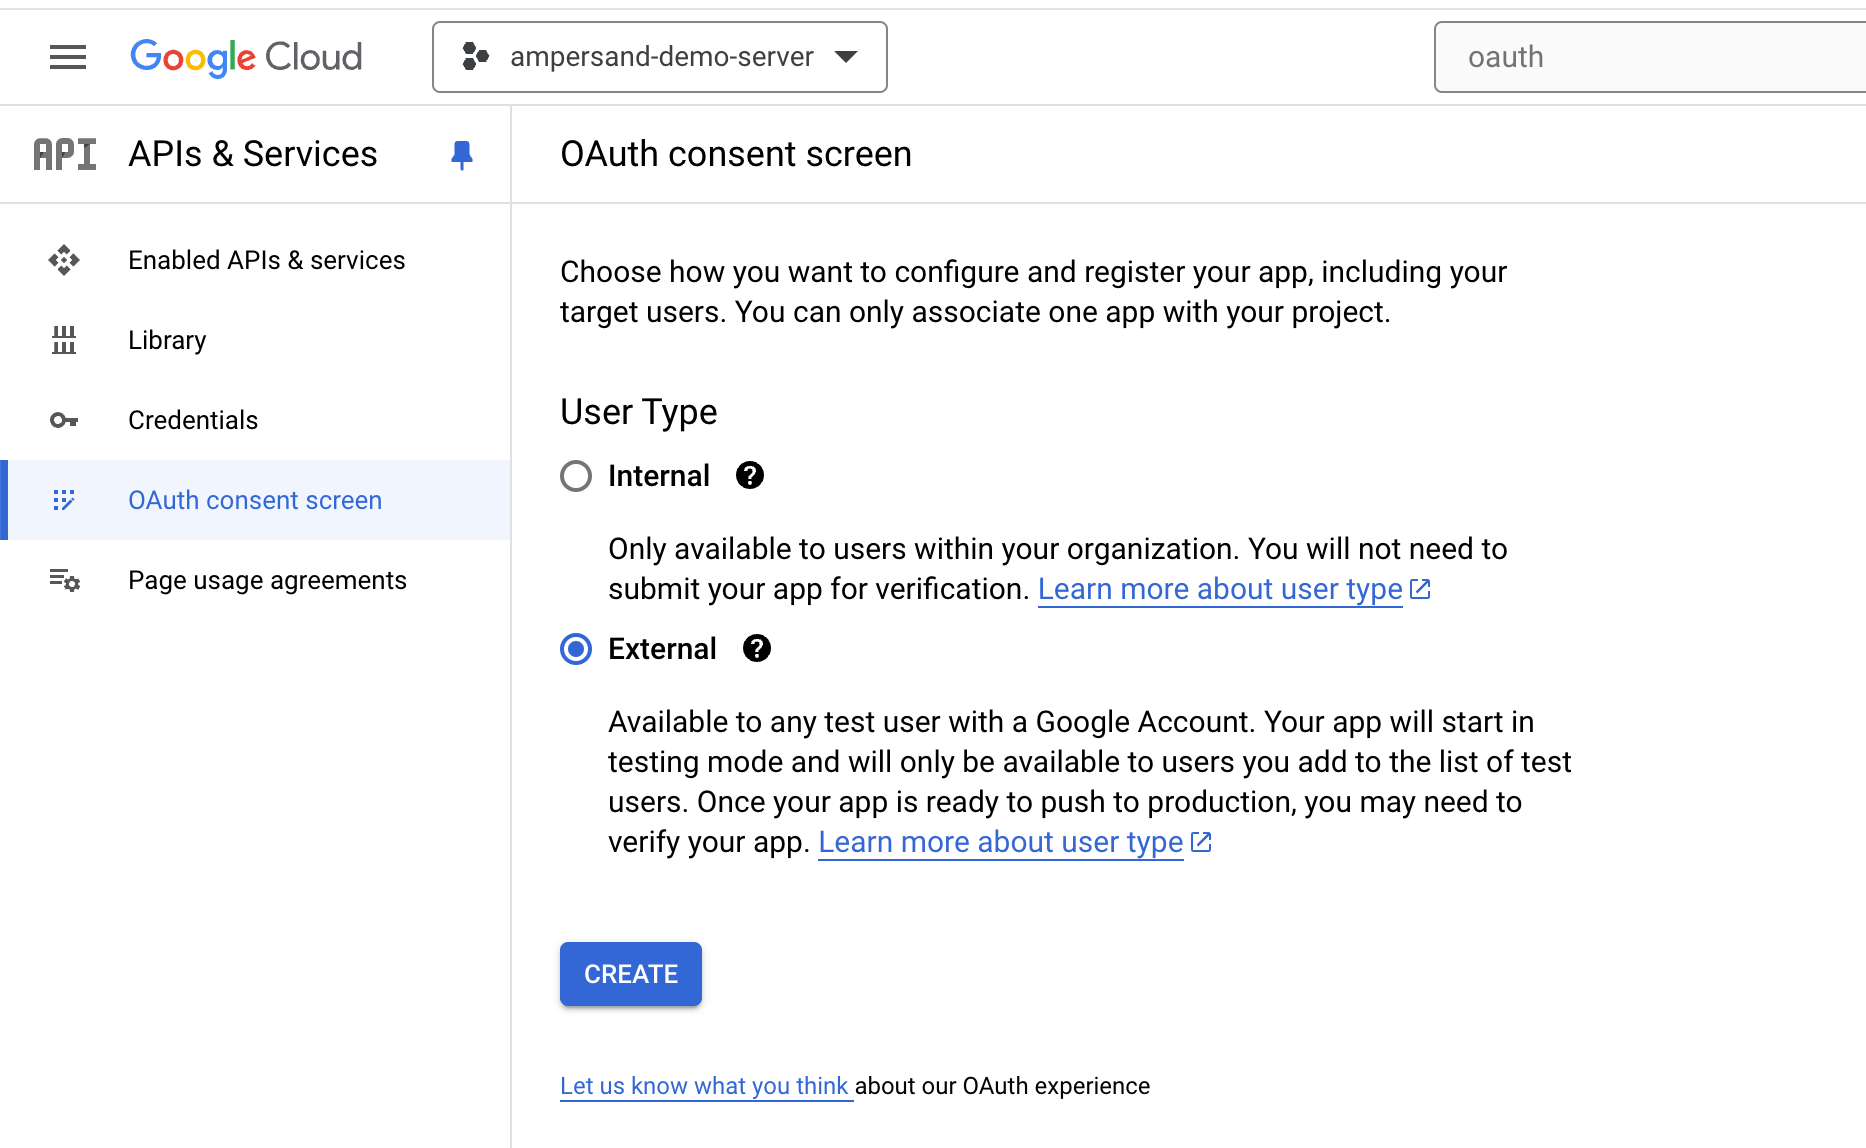 Google Cloud
ampersand-demo-server
oauth
API
APIs & Services
OAuth consent screen
Enabled APIs & services
Library
Credentials
OAuth consent screen
Page usage agreements
Choose how you want to configure and register your app, including your
target users. You can only associate one app with your project.
User Type
Internal
Only available to users within your organization. You will not need to
submit your app for verification. Learn more about user type
External
Available to any test user with a Google Account. Your app will start in
testing mode and will only be available to users you add to the list of test
users. Once your app is ready to push to production, you may need to
verify your app. Learn more about user type
CREATE
Let us know what you think about our OAuth experience